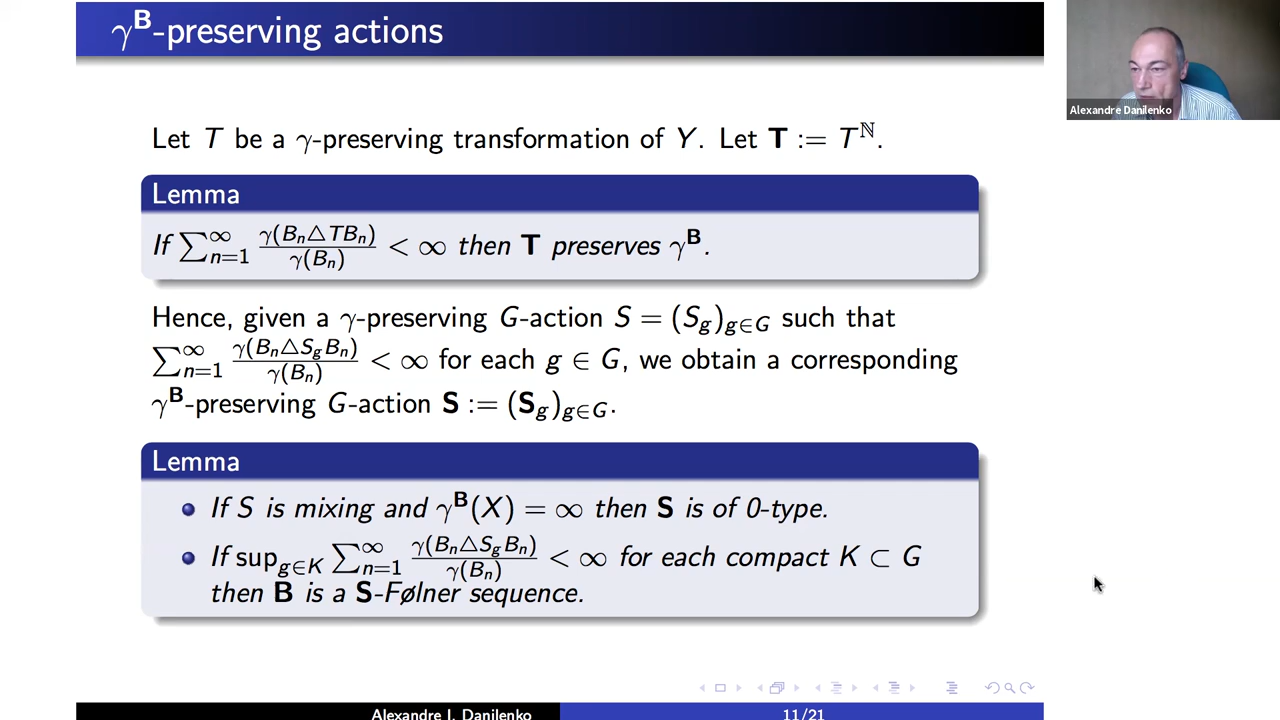 γ^𝐁-preserving actions
Alexandre Danilenko
Let T be a γ-preserving transformation of Y. Let 𝐓 := T^ℕ.
Lemma
If ∑_{n=1}^∞ γ(B_n△TB_n)/γ(B_n) < ∞ then 𝐓 preserves γ^𝐁.
Hence, given a γ-preserving G-action S = (S_g)_{g∈G} such that
∑_{n=1}^∞ γ(B_n△S_gB_n)/γ(B_n) < ∞ for each g ∈ G, we obtain a corresponding
γ^𝐁-preserving G-action 𝐒 := (𝐒_g)_{g∈G}.
Lemma
If S is mixing and γ^𝐁(X) = ∞ then 𝐒 is of 0-type.
If sup_{g∈K} ∑_{n=1}^∞ γ(B_n△S_gB_n)/γ(B_n) < ∞ for each compact K ⊂ G
then 𝐁 is a 𝐒-Følner sequence.
Alexandre I. Danilenko
11/21